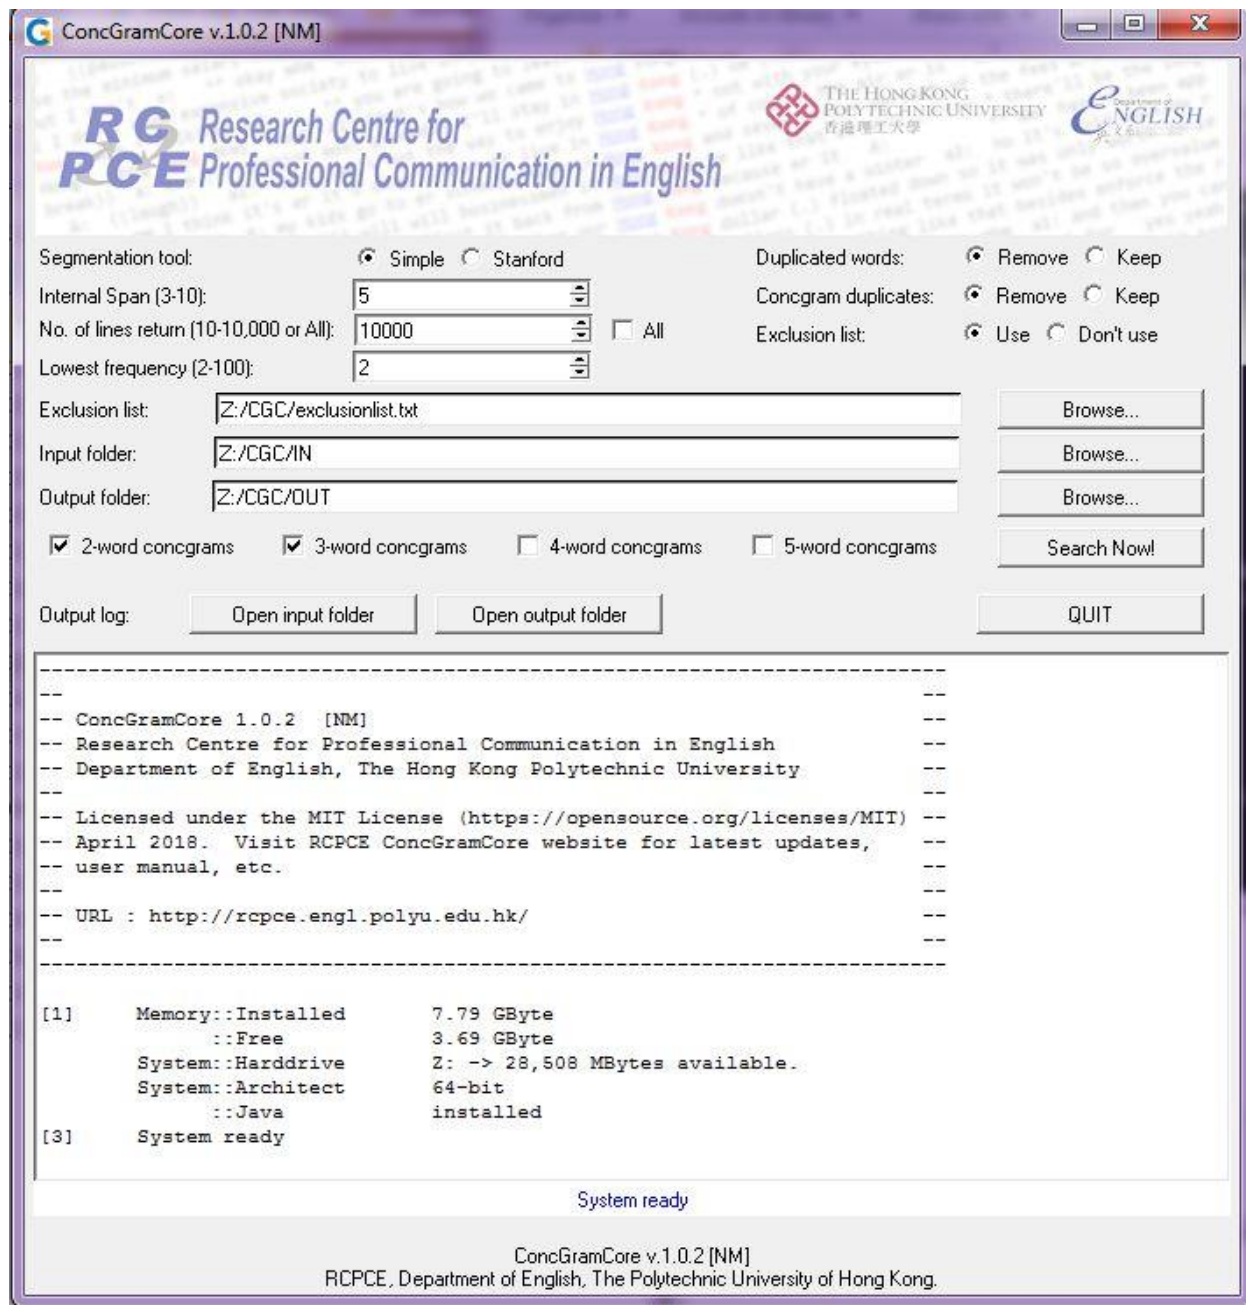 ConcGramCore v.1.0.2 [NM]
RC Research Centre for
PCE Professional Communication in English
THE HONG KONG
POLYTECHNIC UNIVERSITY
香港理工大學
Department of
ENGLISH
Segmentation tool: Simple Stanford Duplicated words: Remove Keep
Internal Span (3-10): 5 Concgram duplicates: Remove Keep
No. of lines return (10-10,000 or All): 10000 All Exclusion list: Use Don't use
Lowest frequency (2-100): 2
Exclusion list: Z:/CGC/exclusionlist.txt Browse...
Input folder: Z:/CGC/IN Browse...
Output folder: Z:/CGC/OUT Browse...
2-word concgrams 3-word concgrams 4-word concgrams 5-word concgrams Search Now!
Output log: Open input folder Open output folder QUIT
---------------------------------------------------------------------------
-- --
-- ConcGramCore 1.0.2 [NM] --
-- Research Centre for Professional Communication in English --
-- Department of English, The Hong Kong Polytechnic University --
-- --
-- Licensed under the MIT License (https://opensource.org/licenses/MIT) --
-- April 2018. Visit RCPCE ConcGramCore website for latest updates, --
-- user manual, etc. --
-- --
-- URL : http://rcpce.engl.polyu.edu.hk/ --
-- --
---------------------------------------------------------------------------
[1] Memory::Installed 7.79 GByte
::Free 3.69 GByte
System::Harddrive Z: -> 28,508 MBytes available.
System::Architect 64-bit
::Java installed
[3] System ready
System ready
ConcGramCore v.1.0.2 [NM]
RCPCE, Department of English, The Polytechnic University of Hong Kong.